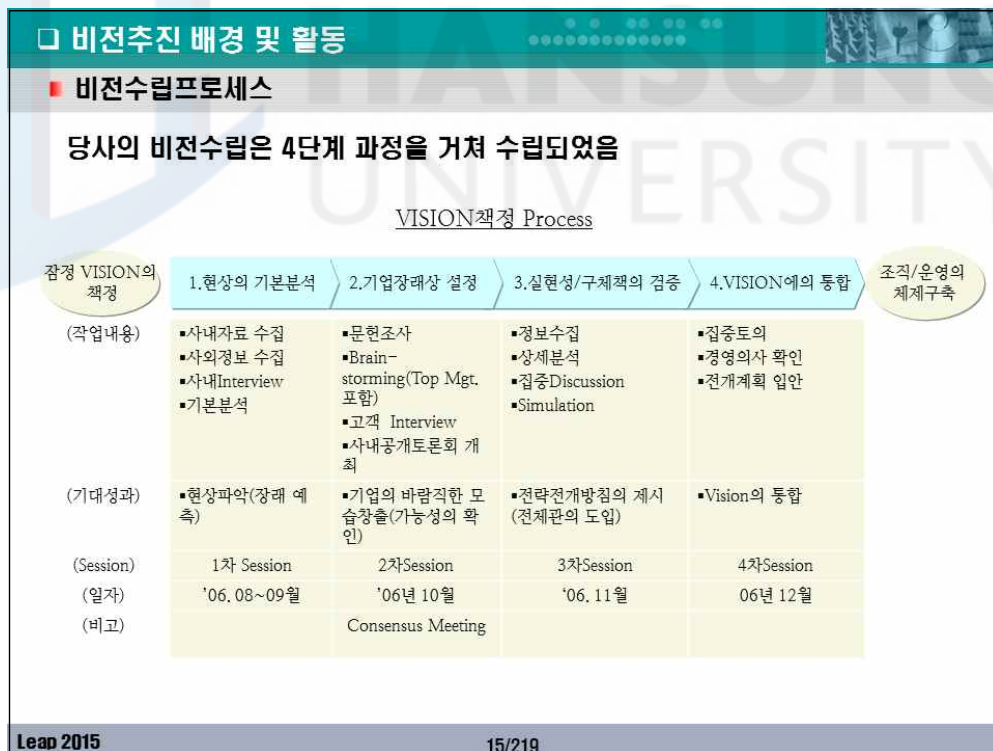 □ 비전추진 배경 및 활동
비전수립프로세스
당사의 비전수립은 4단계 과정을 거쳐 수립되었음
HANSUNG
UNIVERSITY
VISION책정 Process
잠정 VISION의
책정
1.현상의 기본분석
2.기업장래상 설정
3.실현성/구체책의 검증
4.VISION에의 통합
조직/운영의
체제구축
(작업내용)
▪사내자료 수집
▪사외정보 수집
▪사내Interview
▪기본분석
▪문헌조사
▪Brain-
storming(Top Mgt.
포함)
▪고객 Interview
▪사내공개토론회 개
최
▪정보수집
▪상세분석
▪집중Discussion
▪Simulation
▪집중토의
▪경영의사 확인
▪전개계획 입안
(기대성과)
▪현상파악(장래 예
측)
▪기업의 바람직한 모
습창출(가능성의 확
인)
▪전략전개방침의 제시
(전체관의 도입)
▪Vision의 통합
(Session)
1차 Session
2차Session
3차Session
4차Session
(일자)
'06. 08~09월
'06년 10월
'06. 11월
06년 12월
(비고)
Consensus Meeting
Leap 2015
15/219